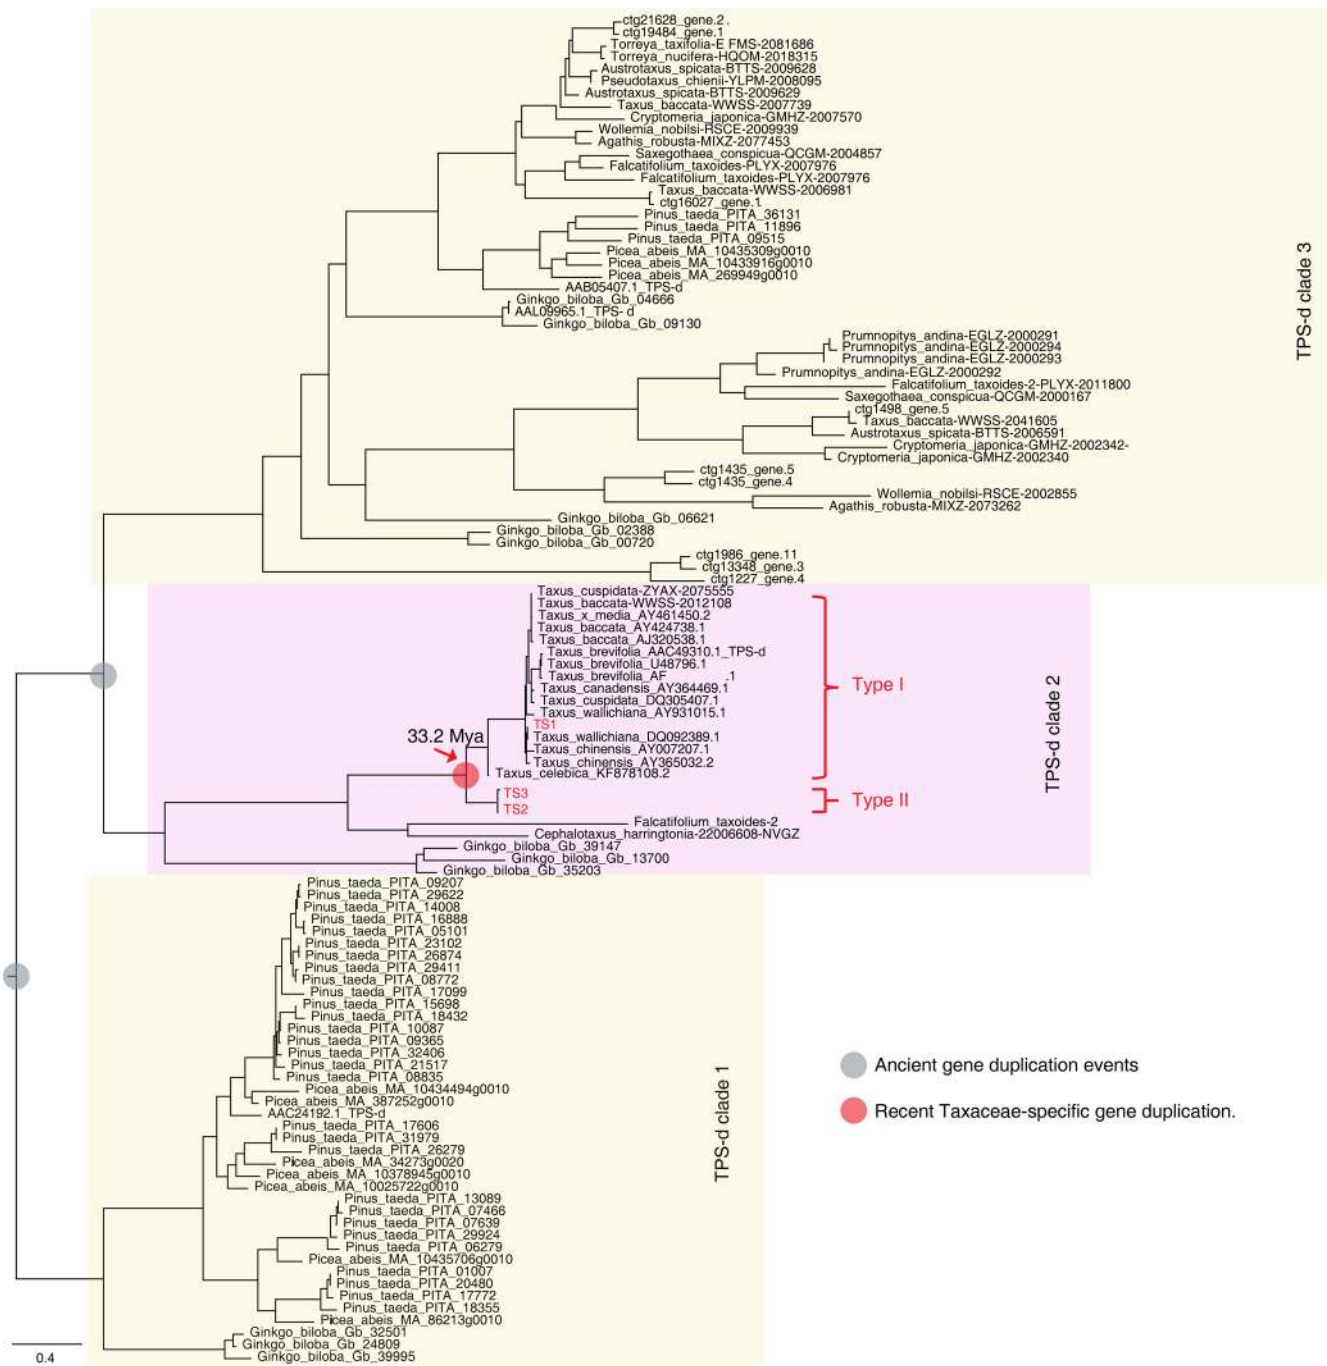 ctg21628_gene.2 .
ctg19484_gene.1
Torreya_taxifolia-E FMS-2081686
Torreya_nucifera-HQOM-2018315
Austrotaxus_spicata-BTTS-2009628
Pseudotaxus_chienii-YLPM-2008095
Austrotaxus_spicata-BTTS-2009629
Taxus_baccata-WWSS-2007739
Cryptomeria_japonica-GMHZ-2007570
Wollemia_nobilsi-RSCE-2009939
Agathis_robusta-MIXZ-2077453
Saxegothaea_conspicua-QCGM-2004857
Falcatifolium_taxoides-PLYX-2007976
Falcatifolium_taxoides-PLYX-2007976
Taxus_baccata-WWSS-2006981
ctg16027_gene.1
Pinus_taeda_PITA_36131
Pinus_taeda_PITA_11896
Pinus_taeda_PITA_09515
Picea_abeis_MA_10435309g0010
Picea_abeis_MA_10433916g0010
Picea_abeis_MA_269949g0010
AAB05407.1_TPS-d
Ginkgo_biloba_Gb_04666
AAL09965.1_TPS- d
Ginkgo_biloba_Gb_09130
Prumnopitys_andina-EGLZ-2000291
Prumnopitys_andina-EGLZ-2000294
Prumnopitys_andina-EGLZ-2000293
Prumnopitys_andina-EGLZ-2000292
Falcatifolium_taxoides-2-PLYX-2011800
Saxegothaea_conspicua-QCGM-2000167
ctg1498_gene.5
Taxus_baccata-WWSS-2041605
Austrotaxus_spicata-BTTS-2006591
Cryptomeria_japonica-GMHZ-2002342-
Cryptomeria_japonica-GMHZ-2002340
ctg1435_gene.5
ctg1435_gene.4
Wollemia_nobilsi-RSCE-2002855
Agathis_robusta-MIXZ-2073262
Ginkgo_biloba_Gb_06621
Ginkgo_biloba_Gb_02388
Ginkgo_biloba_Gb_00720
ctg1986_gene.11
ctg13348_gene.3
ctg1227_gene.4
TPS-d clade 3
Taxus_cuspidata-ZYAX-2075555
Taxus_baccata-WWSS-2012108
Taxus_x_media_AY461450.2
Taxus_baccata_AY424738.1
Taxus_baccata_AJ320538.1
Taxus_brevifolia_AAC49310.1_TPS-d
Taxus_brevifolia_U48796.1
Taxus_brevifolia_AF .1
Taxus_canadensis_AY364469.1
Taxus_cuspidata_DQ305407.1
Taxus_wallichiana_AY931015.1
TS1
Taxus_wallichiana_DQ092389.1
Taxus_chinensis_AY007207.1
Taxus_chinensis_AY365032.2
Taxus_celebica_KF878108.2
Type I
33.2 Mya
TS3
TS2
Type II
Falcatifolium_taxoides-2
Cephalotaxus_harringtonia-22006608-NVGZ
Ginkgo_biloba_Gb_39147
Ginkgo_biloba_Gb_13700
Ginkgo_biloba_Gb_35203
TPS-d clade 2
Pinus_taeda_PITA_09207
Pinus_taeda_PITA_29622
Pinus_taeda_PITA_14008
Pinus_taeda_PITA_16888
Pinus_taeda_PITA_05101
Pinus_taeda_PITA_23102
Pinus_taeda_PITA_26874
Pinus_taeda_PITA_29411
Pinus_taeda_PITA_08772
Pinus_taeda_PITA_17099
Pinus_taeda_PITA_15698
Pinus_taeda_PITA_18432
Pinus_taeda_PITA_10087
Pinus_taeda_PITA_09365
Pinus_taeda_PITA_32406
Pinus_taeda_PITA_21517
Pinus_taeda_PITA_08835
Picea_abeis_MA_10434494g0010
Picea_abeis_MA_387252g0010
AAC24192.1_TPS-d
Pinus_taeda_PITA_17606
Pinus_taeda_PITA_31979
Pinus_taeda_PITA_26279
Picea_abeis_MA_34273g0020
Picea_abeis_MA_10378945g0010
Picea_abeis_MA_10025722g0010
Pinus_taeda_PITA_13089
Pinus_taeda_PITA_07466
Pinus_taeda_PITA_07639
Pinus_taeda_PITA_29924
Pinus_taeda_PITA_06279
Picea_abeis_MA_10435706g0010
Pinus_taeda_PITA_01007
Pinus_taeda_PITA_20480
Pinus_taeda_PITA_17772
Pinus_taeda_PITA_18355
Picea_abeis_MA_86213g0010
Ginkgo_biloba_Gb_32501
Ginkgo_biloba_Gb_24809
Ginkgo_biloba_Gb_39995
TPS-d clade 1
Ancient gene duplication events
Recent Taxaceae-specific gene duplication.
0.4